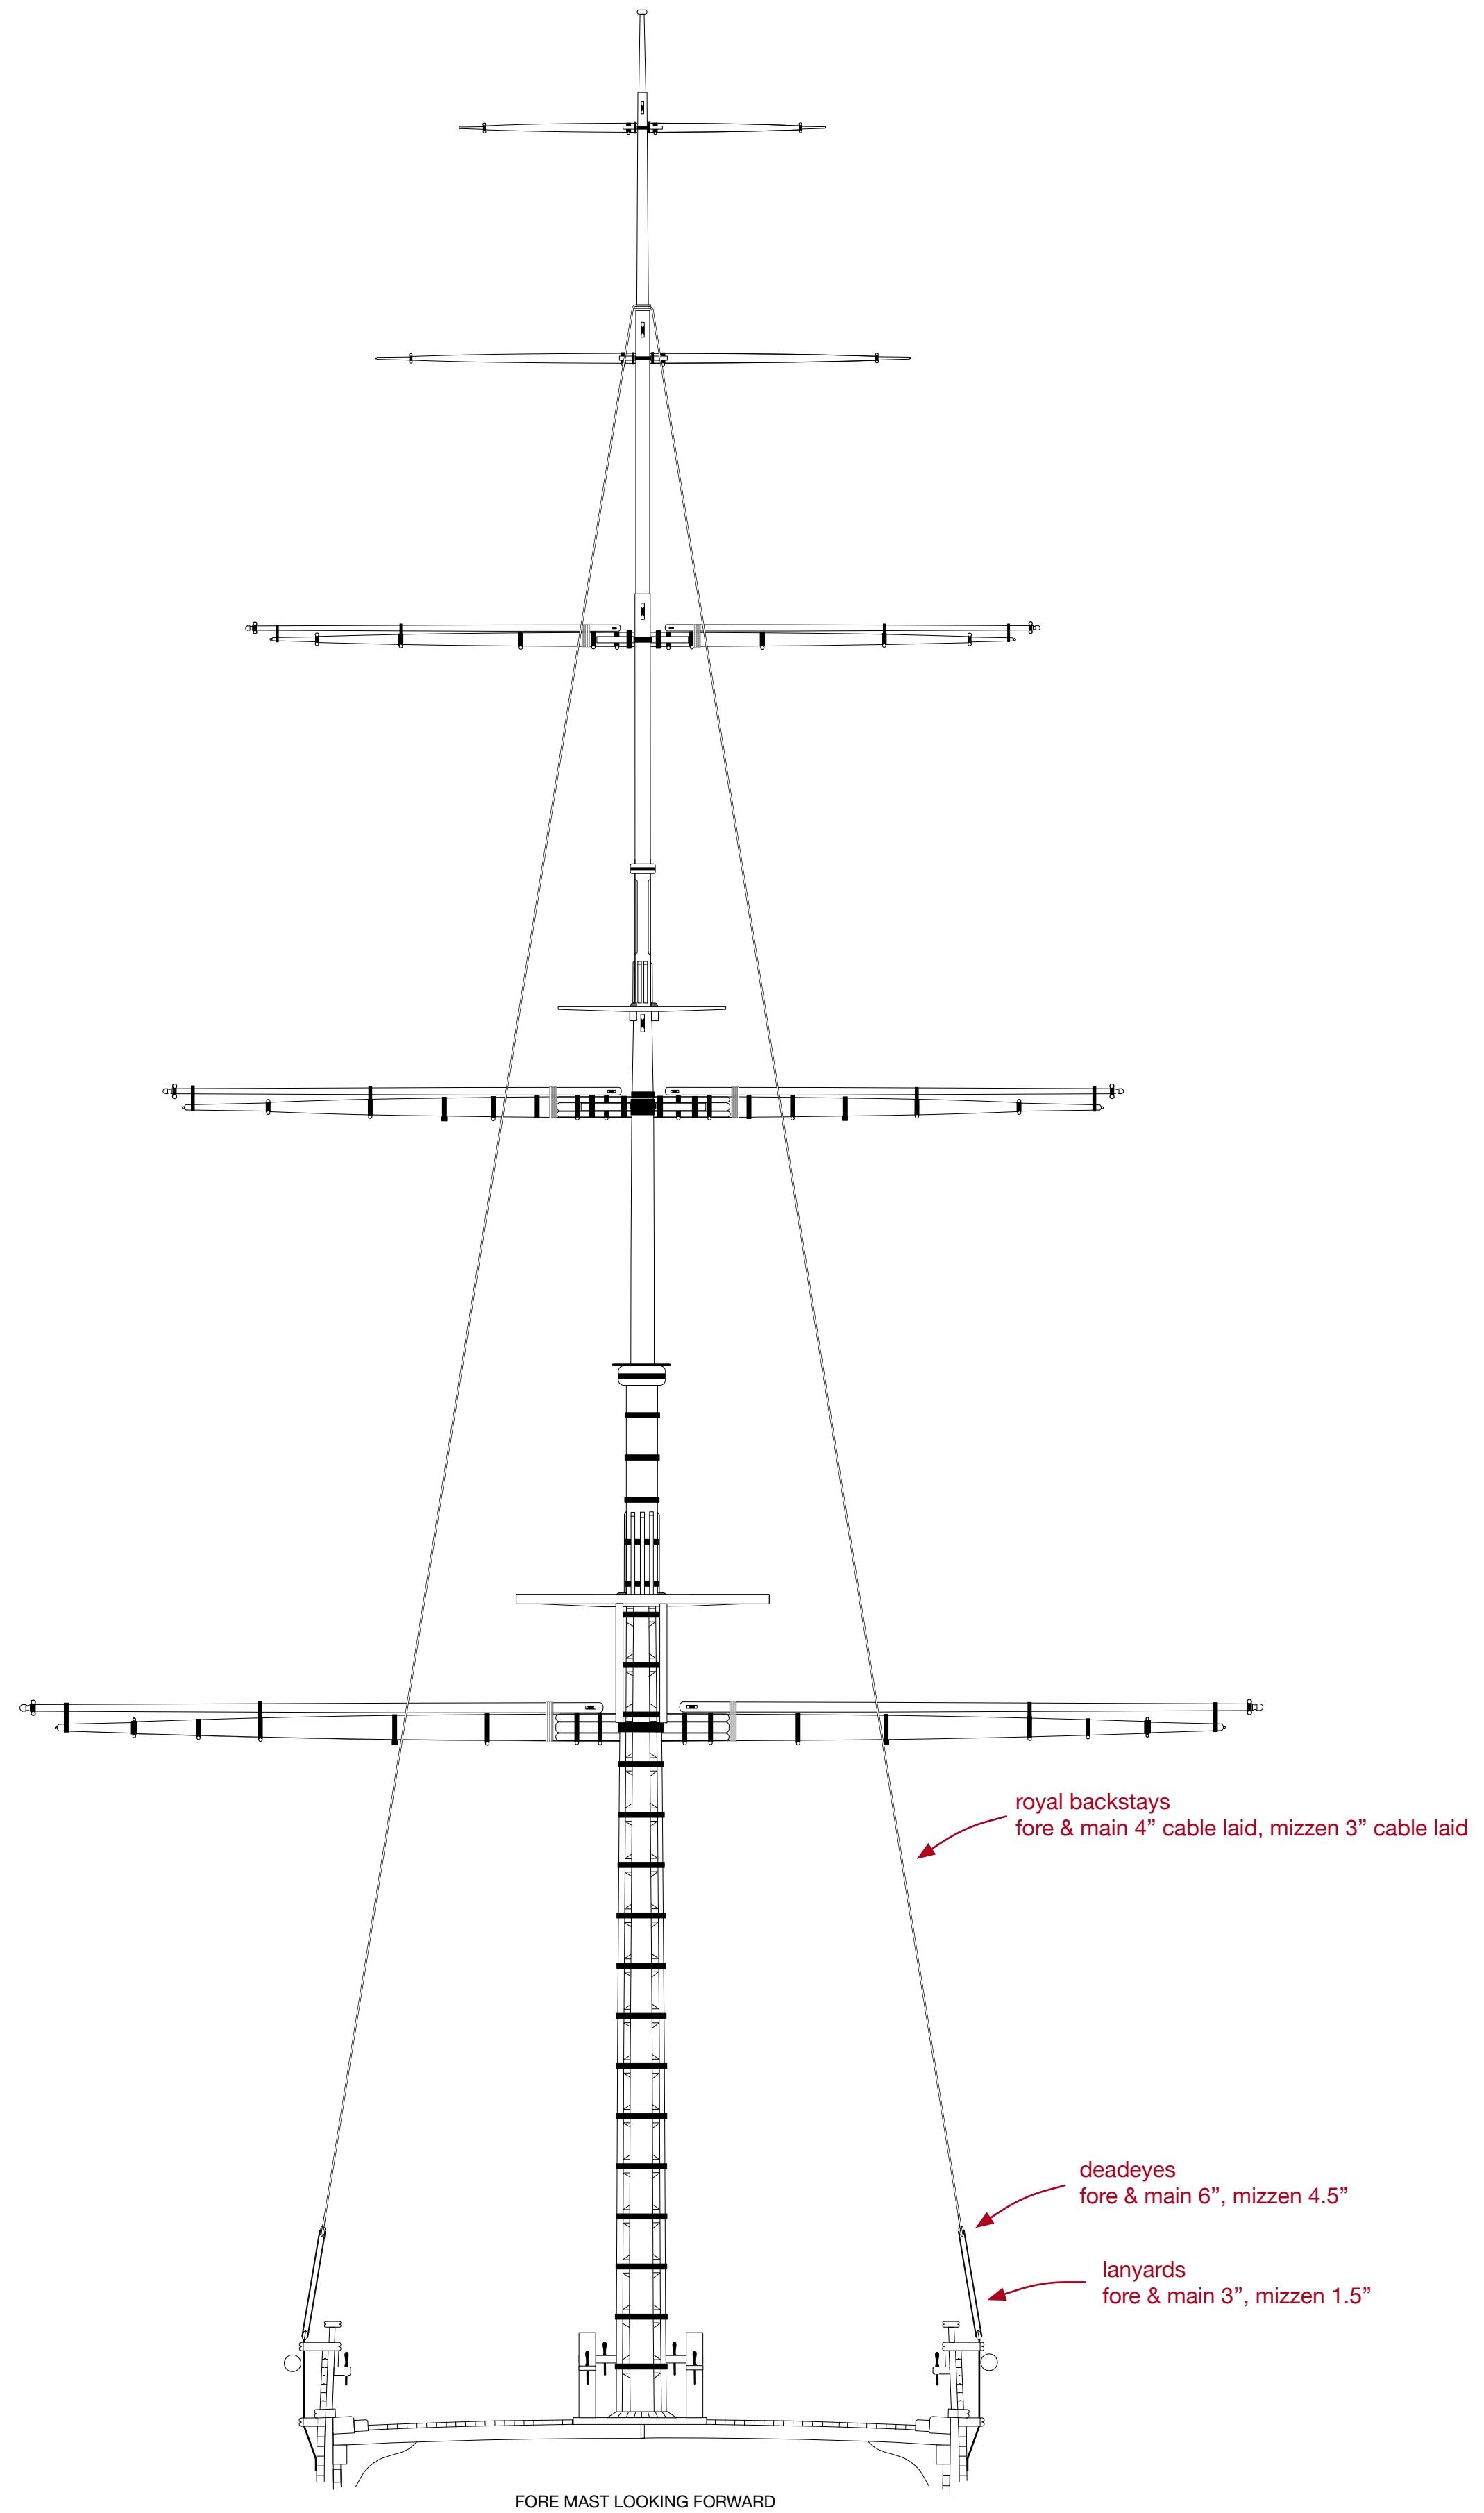 royal backstays
fore & main 4” cable laid, mizzen 3” cable laid
deadeyes
fore & main 6”, mizzen 4.5”
lanyards
fore & main 3”, mizzen 1.5”
FORE MAST LOOKING FORWARD